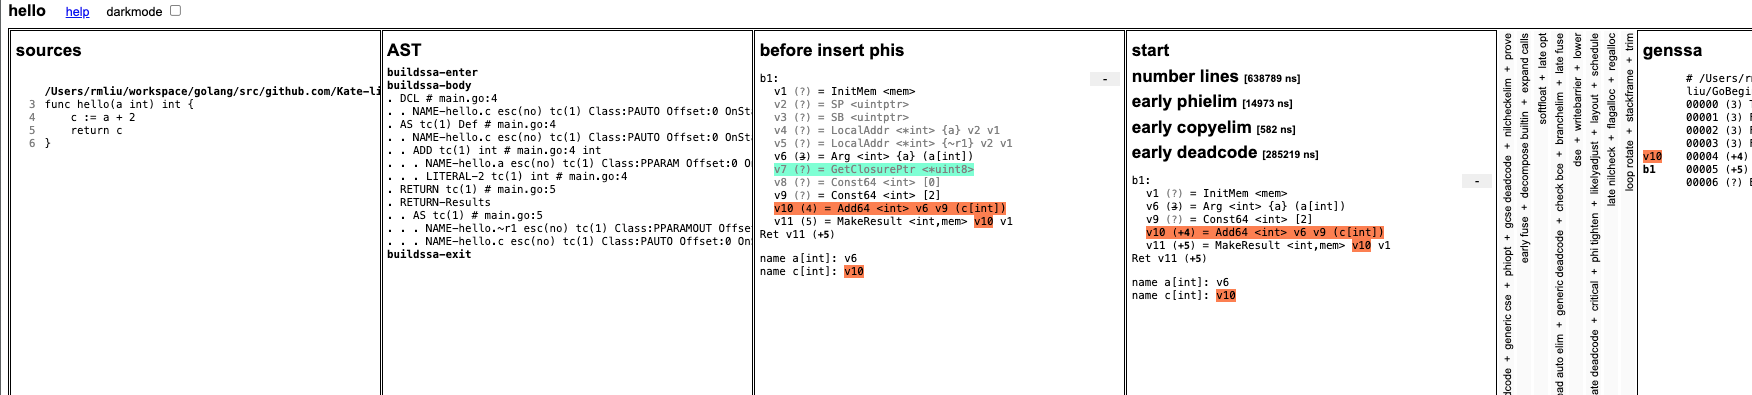 hello help darkmode
sources
/Users/rmliu/workspace/golang/src/github.com/Kate-li
3 func hello(a int) int {
4 c := a + 2
5 return c
6 }
AST
buildssa-enter
buildssa-body
. DCL # main.go:4
. . NAME-hello.c esc(no) tc(1) Class:PAUTO Offset:0 OnSt
. AS tc(1) Def # main.go:4
. . NAME-hello.c esc(no) tc(1) Class:PAUTO Offset:0 OnSt
. . ADD tc(1) int # main.go:4 int
. . . NAME-hello.a esc(no) tc(1) Class:PPARAM Offset:0 O
. . . LITERAL-2 tc(1) int # main.go:4
. RETURN tc(1) # main.go:5
. RETURN-Results
. . AS tc(1) # main.go:5
. . . NAME-hello.~r1 esc(no) tc(1) Class:PPARAMOUT Offse
. . . NAME-hello.c esc(no) tc(1) Class:PAUTO Offset:0 On
buildssa-exit
before insert phis
-
b1:
v1 (?) = InitMem <mem>
v2 (?) = SP <uintptr>
v3 (?) = SB <uintptr>
v4 (?) = LocalAddr <*int> {a} v2 v1
v5 (?) = LocalAddr <*int> {~r1} v2 v1
v6 (3) = Arg <int> {a} (a[int])
v7 (?) = GetClosurePtr <*uint8>
v8 (?) = Const64 <int> [0]
v9 (?) = Const64 <int> [2]
v10 (4) = Add64 <int> v6 v9 (c[int])
v11 (5) = MakeResult <int,mem> v10 v1
Ret v11 (+5)
name a[int]: v6
name c[int]: v10
start
number lines [638789 ns]
early phielim [14973 ns]
early copyelim [582 ns]
early deadcode [285219 ns]
-
b1:
v1 (?) = InitMem <mem>
v6 (3) = Arg <int> {a} (a[int])
v9 (?) = Const64 <int> [2]
v10 (+4) = Add64 <int> v6 v9 (c[int])
v11 (+5) = MakeResult <int,mem> v10 v1
Ret v11 (+5)
name a[int]: v6
name c[int]: v10
dcode + generic cse + phiopt + gcse deadcode + nilcheckelim + prove
early fuse + decompose builtin + expand calls
softfloat + late opt
ad auto elim + generic deadcode + check bce + branchelim + late fuse
dse + writebarrier + lower
ate deadcode + critical + phi tighten + likelyadjust + layout + schedule
late nilcheck + flagalloc + regalloc
loop rotate + stackframe + trim
genssa
# /Users/r
liu/GoBegi
00000 (3)
00001 (3) F
00002 (3) F
00003 (3) F
v10 00004 (+4)
b1 00005 (+5)
00006 (?) E